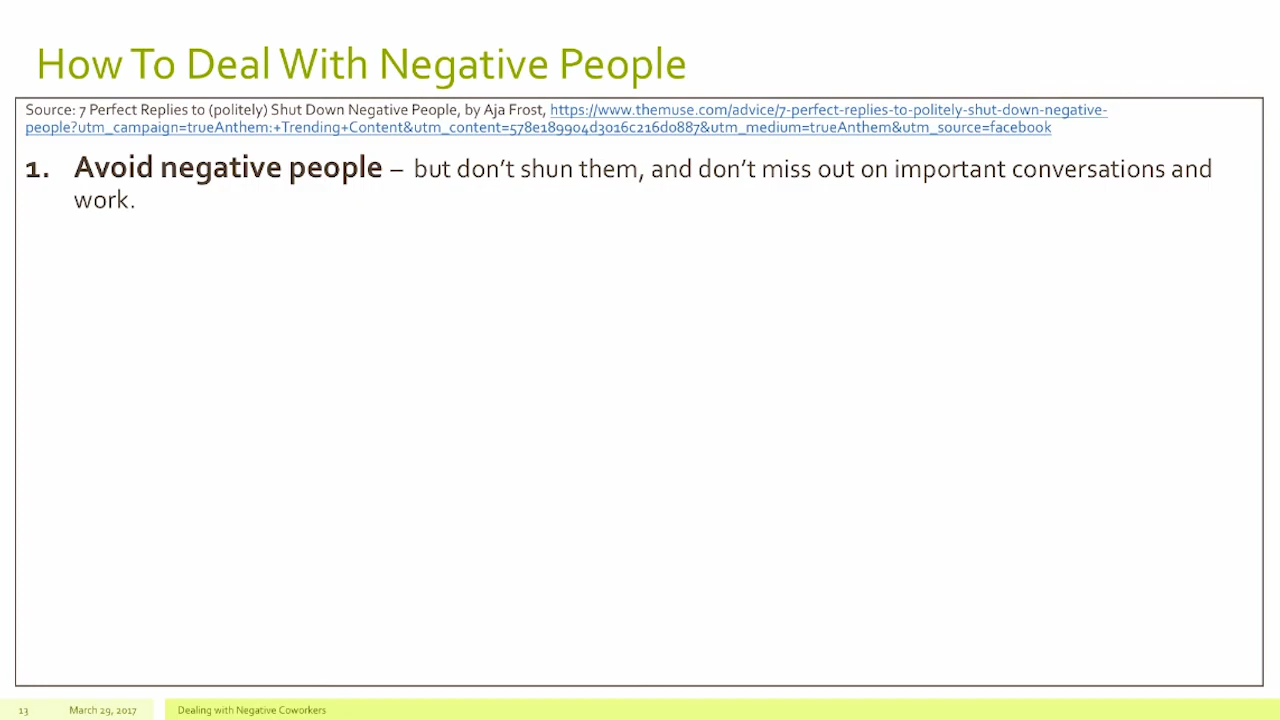 How To Deal With Negative People
Source: 7 Perfect Replies to (politely) Shut Down Negative People, by Aja Frost, https://www.themuse.com/advice/7-perfect-replies-to-politely-shut-down-negative-
people?utm_campaign=trueAnthem:+Trending+Content&utm_content=578e189904d3016c216d0887&utm_medium=trueAnthem&utm_source=facebook
1. Avoid negative people – but don’t shun them, and don’t miss out on important conversations and
work.
13 March 29, 2017 Dealing with Negative Coworkers